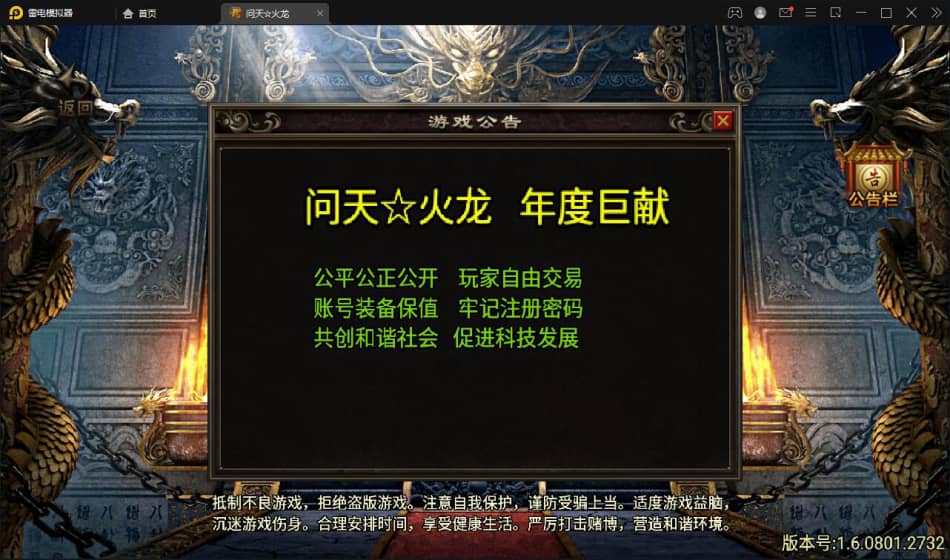 雷电模拟器
首页
问天☆火龙
返回
游戏公告
告
公告栏
问天☆火龙 年度巨献
公平公正公开 玩家自由交易
账号装备保值 牢记注册密码
共创和谐社会 促进科技发展
抵制不良游戏，拒绝盗版游戏。注意自我保护，谨防受骗上当。适度游戏益脑，
沉迷游戏伤身。合理安排时间，享受健康生活。严厉打击赌博，营造和谐环境。
版本号:1.6.0801.2732